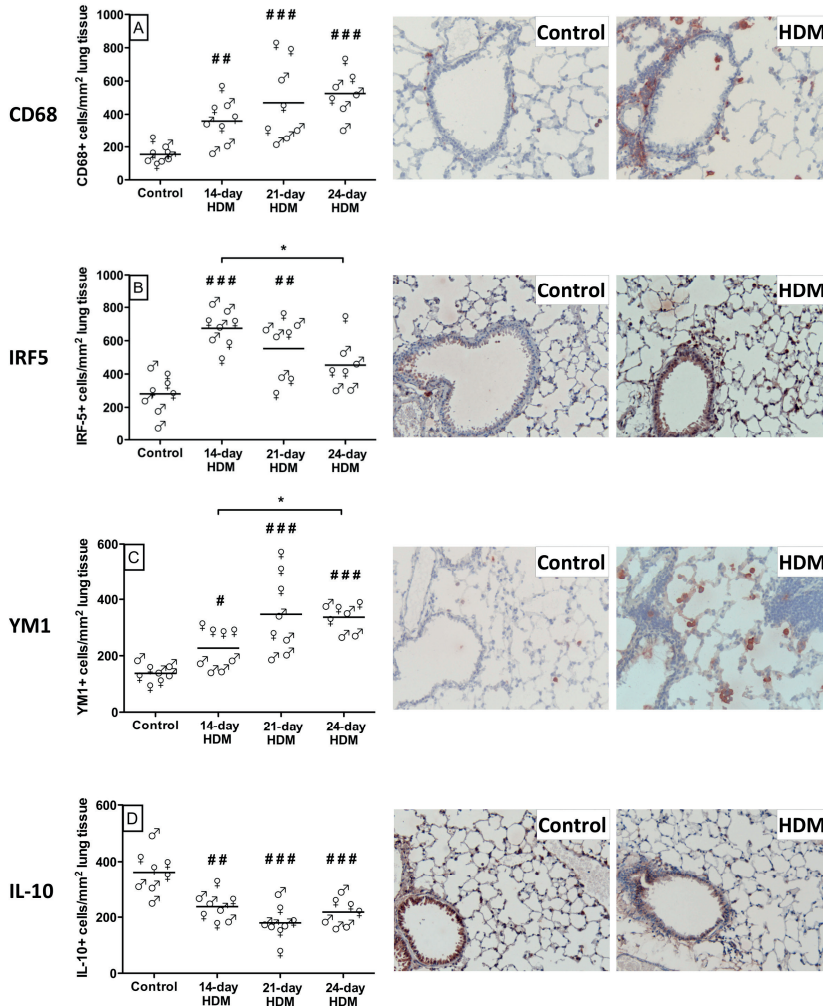 CD68
A
CD68+ cells/mm² lung tissue
1000
800
600
400
200
0
# #
# # #
# # #
Control
14-day HDM
21-day HDM
24-day HDM
Control
HDM
IRF5
B
IRF-5+ cells/mm² lung tissue
1000
800
600
400
200
0
*
# # #
# #
Control
14-day HDM
21-day HDM
24-day HDM
Control
HDM
YM1
C
YM1+ cells/mm² lung tissue
600
400
200
0
*
#
# # #
# # #
Control
14-day HDM
21-day HDM
24-day HDM
Control
HDM
IL-10
D
IL-10+ cells/mm² lung tissue
600
400
200
0
# #
# # #
# # #
Control
14-day HDM
21-day HDM
24-day HDM
Control
HDM